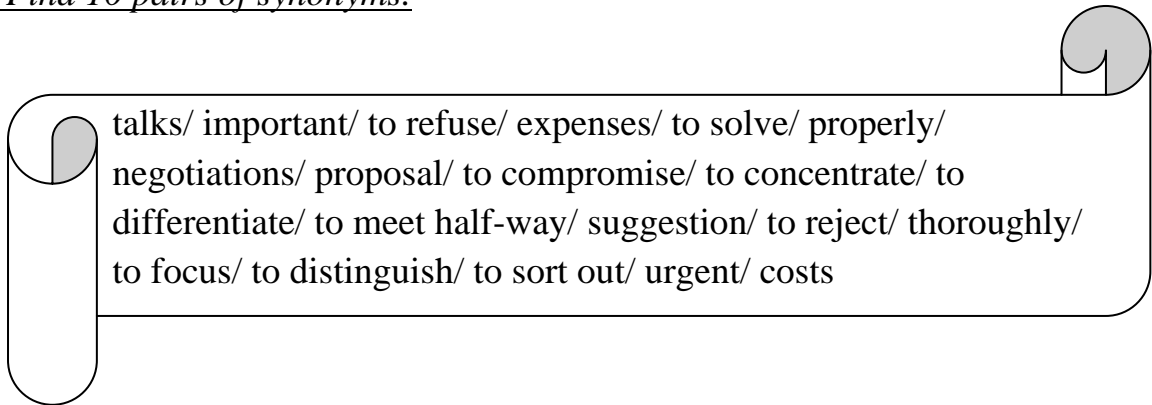 Find 10 pairs of synonyms:
talks/ important/ to refuse/ expenses/ to solve/ properly/
negotiations/ proposal/ to compromise/ to concentrate/ to
differentiate/ to meet half-way/ suggestion/ to reject/ thoroughly/
to focus/ to distinguish/ to sort out/ urgent/ costs